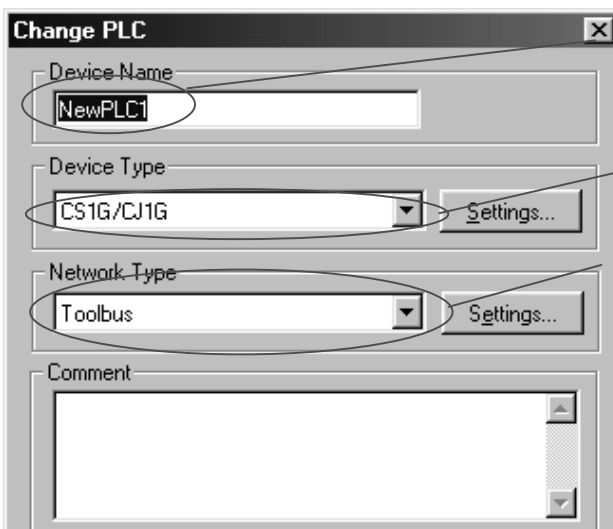 Change PLC
Device Name
NewPLC1
Device Type
CS1G/CJ1G
Settings...
Network Type
Toolbus
Settings...
Comment